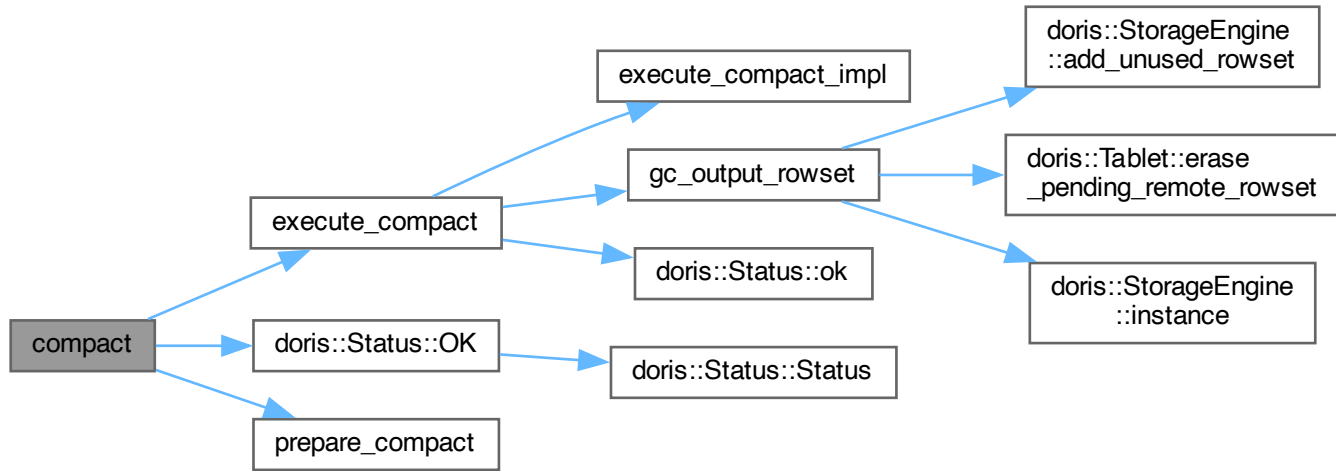 compact
execute_compact
doris::Status::OK
prepare_compact
execute_compact_impl
gc_output_rowset
doris::Status::ok
doris::Status::Status
doris::StorageEngine
::add_unused_rowset
doris::Tablet::erase
_pending_remote_rowset
doris::StorageEngine
::instance